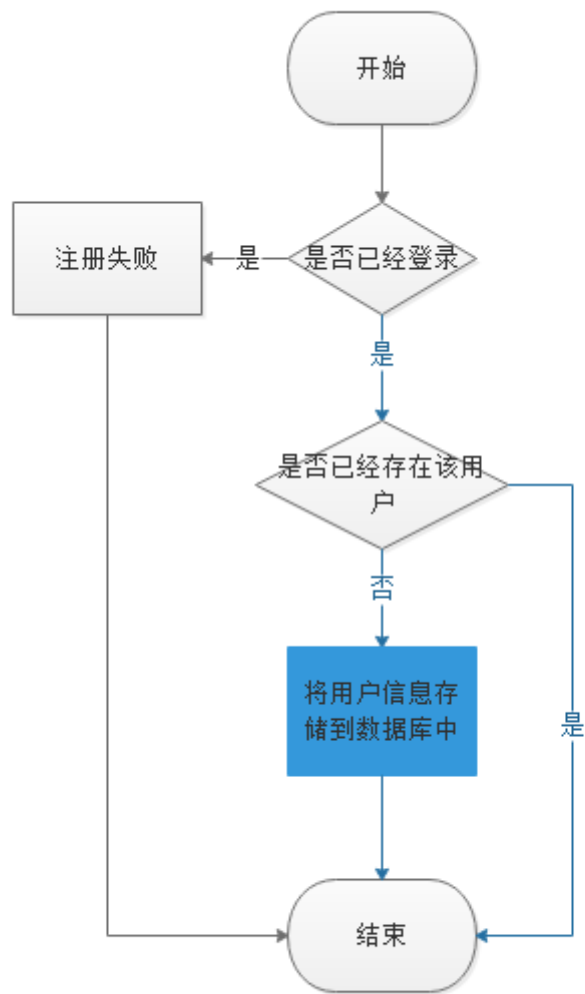 开始
注册失败
是
是否已经登录
是
是否已经存在该用
户
否
将用户信息存
储到数据库中
是
结束